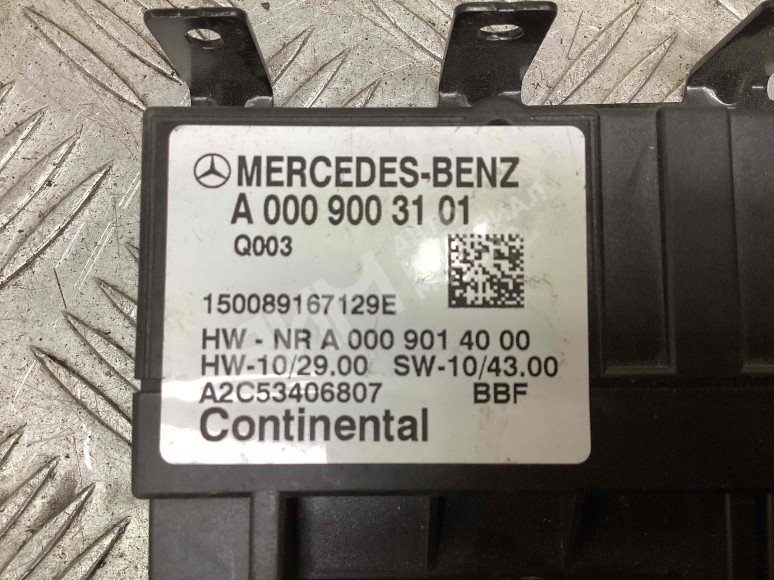 MERCEDES-BENZ
A 000 900 31 01
Q003
150089167129E
HW - NR A 000 901 40 00
HW-10/29.00 SW-10/43.00
A2C53406807 BBF
Continental